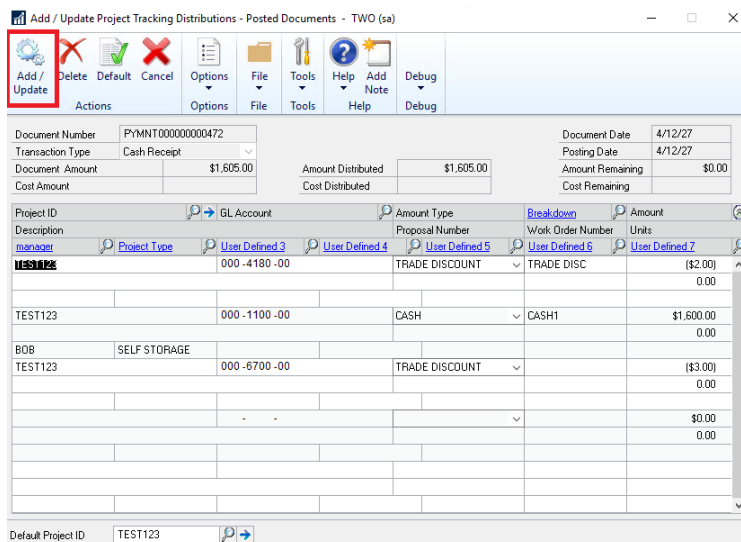 Add / Update Project Tracking Distributions - Posted Documents - TWO (sa)
Add / Update Delete Default Cancel Options File Tools Help Add Note Debug
Actions Options File Tools Help Debug
Document Number PYMNT000000000472 Document Date 4/12/27
Transaction Type Cash Receipt Posting Date 4/12/27
Document Amount $1,605.00 Amount Distributed $1,605.00 Amount Remaining $0.00
Cost Amount Cost Distributed Cost Remaining
Project ID GL Account Amount Type Breakdown Amount
Description Proposal Number Work Order Number Units
manager Project Type User Defined 3 User Defined 4 User Defined 5 User Defined 6 User Defined 7
TEST123 000 -4180 -00 TRADE DISCOUNT TRADE DISC ($2.00)
0.00
TEST123 000 -1100 -00 CASH CASH1 $1,600.00
0.00
BOB SELF STORAGE
TEST123 000 -6700 -00 TRADE DISCOUNT ($3.00)
0.00
- - $0.00
0.00
Default Project ID TEST123